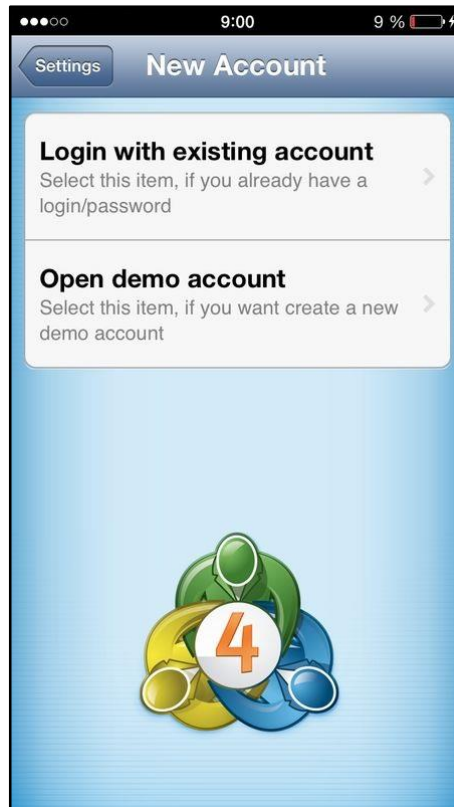 9:00
9 %
Settings
New Account
Login with existing account
Select this item, if you already have a
login/password
Open demo account
Select this item, if you want create a new
demo account
4